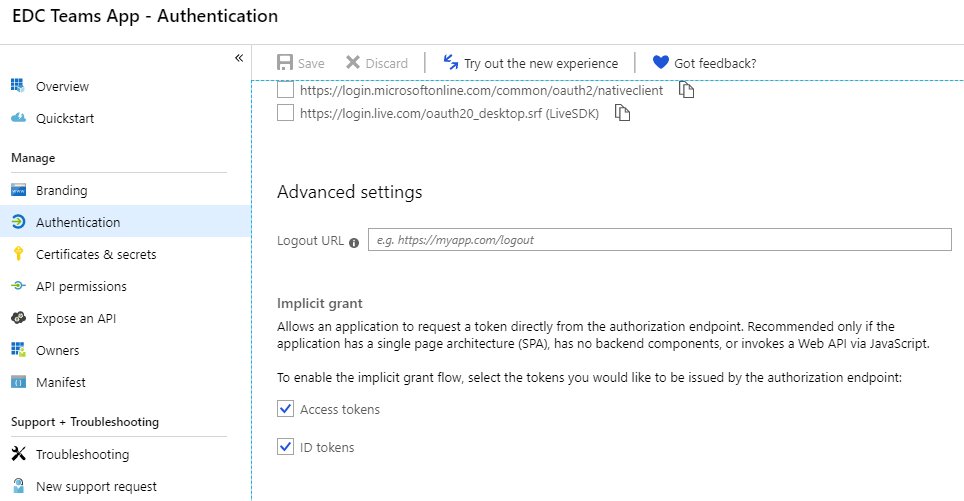 EDC Teams App - Authentication
«
Overview
Quickstart
Manage
Branding
Authentication
Certificates & secrets
API permissions
Expose an API
Owners
Manifest
Support + Troubleshooting
Troubleshooting
New support request
Save Discard Try out the new experience Got feedback?
https://login.microsoftonline.com/common/oauth2/nativeclient
https://login.live.com/oauth20_desktop.srf (LiveSDK)
Advanced settings
Logout URL e.g. https://myapp.com/logout
Implicit grant
Allows an application to request a token directly from the authorization endpoint. Recommended only if the
application has a single page architecture (SPA), has no backend components, or invokes a Web API via JavaScript.
To enable the implicit grant flow, select the tokens you would like to be issued by the authorization endpoint:
Access tokens
ID tokens